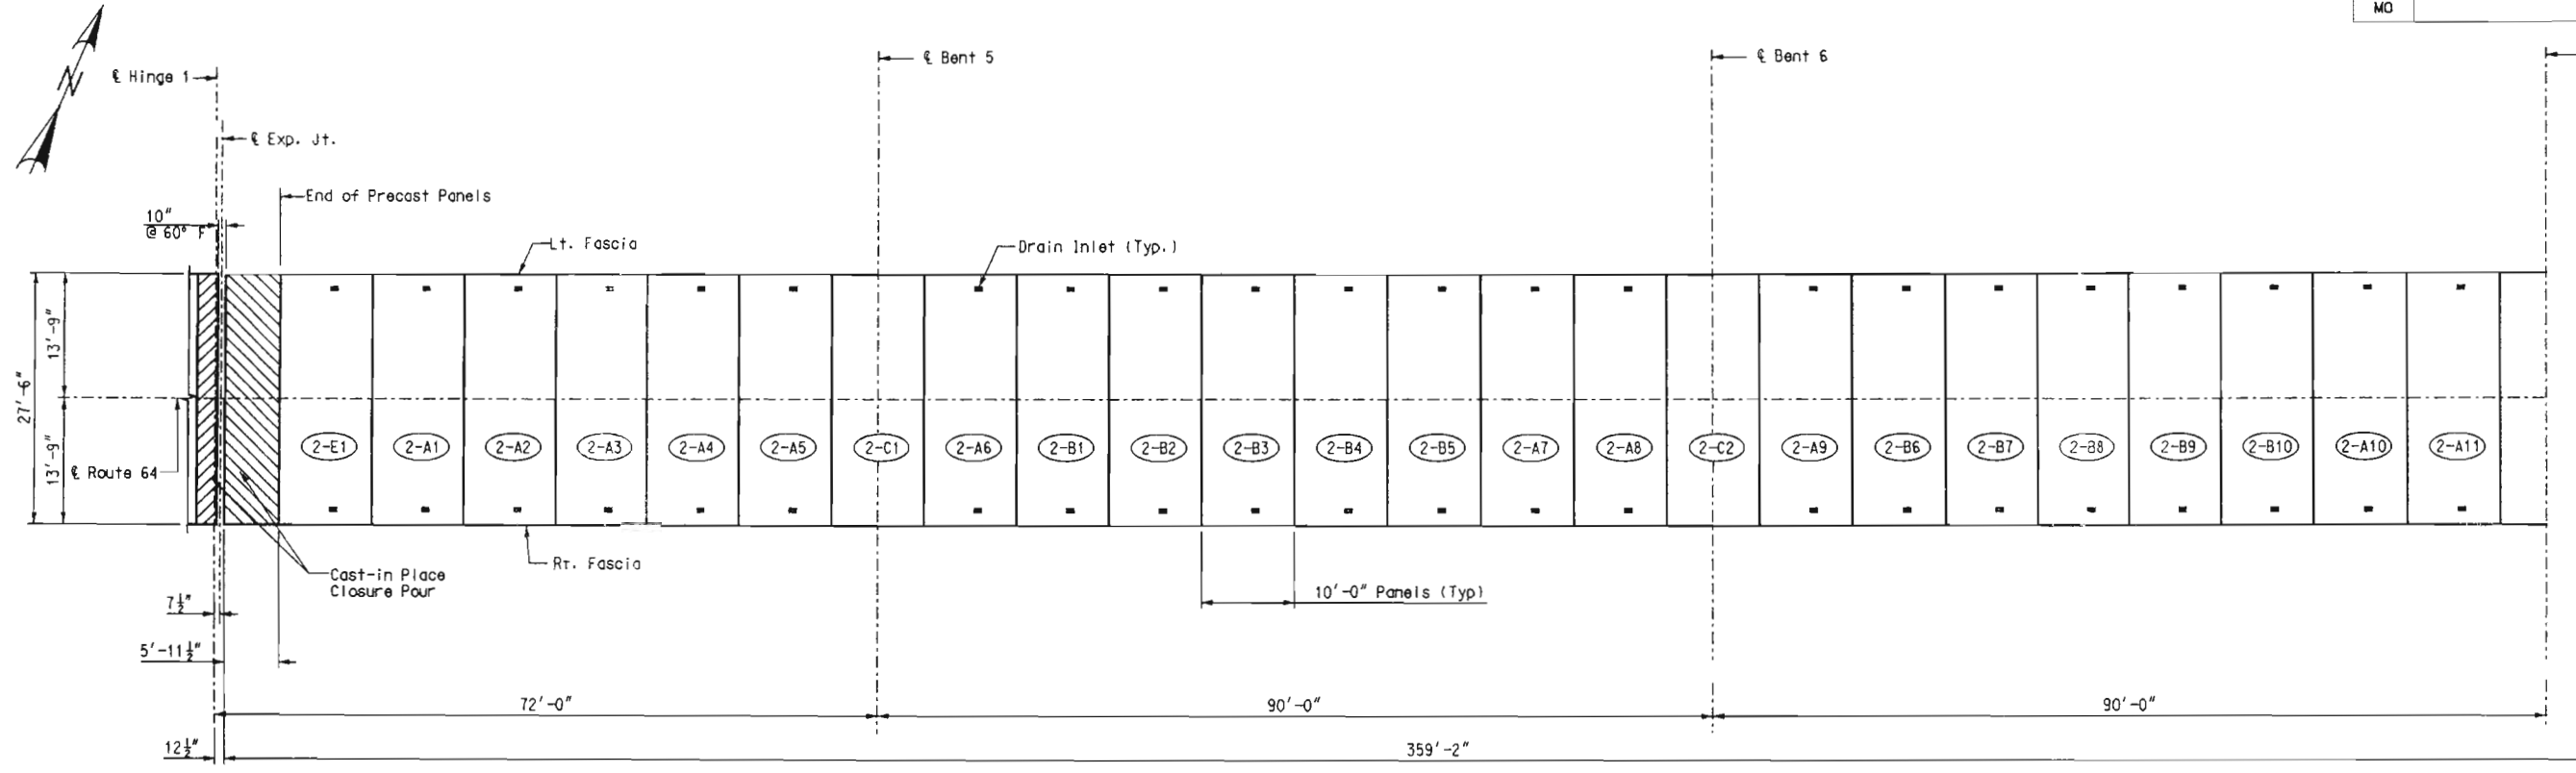 MO
℄ Hinge 1
℄ Bent 5
℄ Bent 6
N
℄ Exp. Jt.
End of Precast Panels
10"
@ 60° F
Lt. Fascia
Drain Inlet (Typ.)
27'-6"
13'-9"
13'-9"
℄ Route 64
2-E1
2-A1
2-A2
2-A3
2-A4
2-A5
2-C1
2-A6
2-B1
2-B2
2-B3
2-B4
2-B5
2-A7
2-A8
2-C2
2-A9
2-B6
2-B7
2-B8
2-B9
2-B10
2-A10
2-A11
Rt. Fascia
Cast-in Place
Closure Pour
10'-0" Panels (Typ)
7½"
5'-11½"
72'-0"
90'-0"
90'-0"
12½"
359'-2"